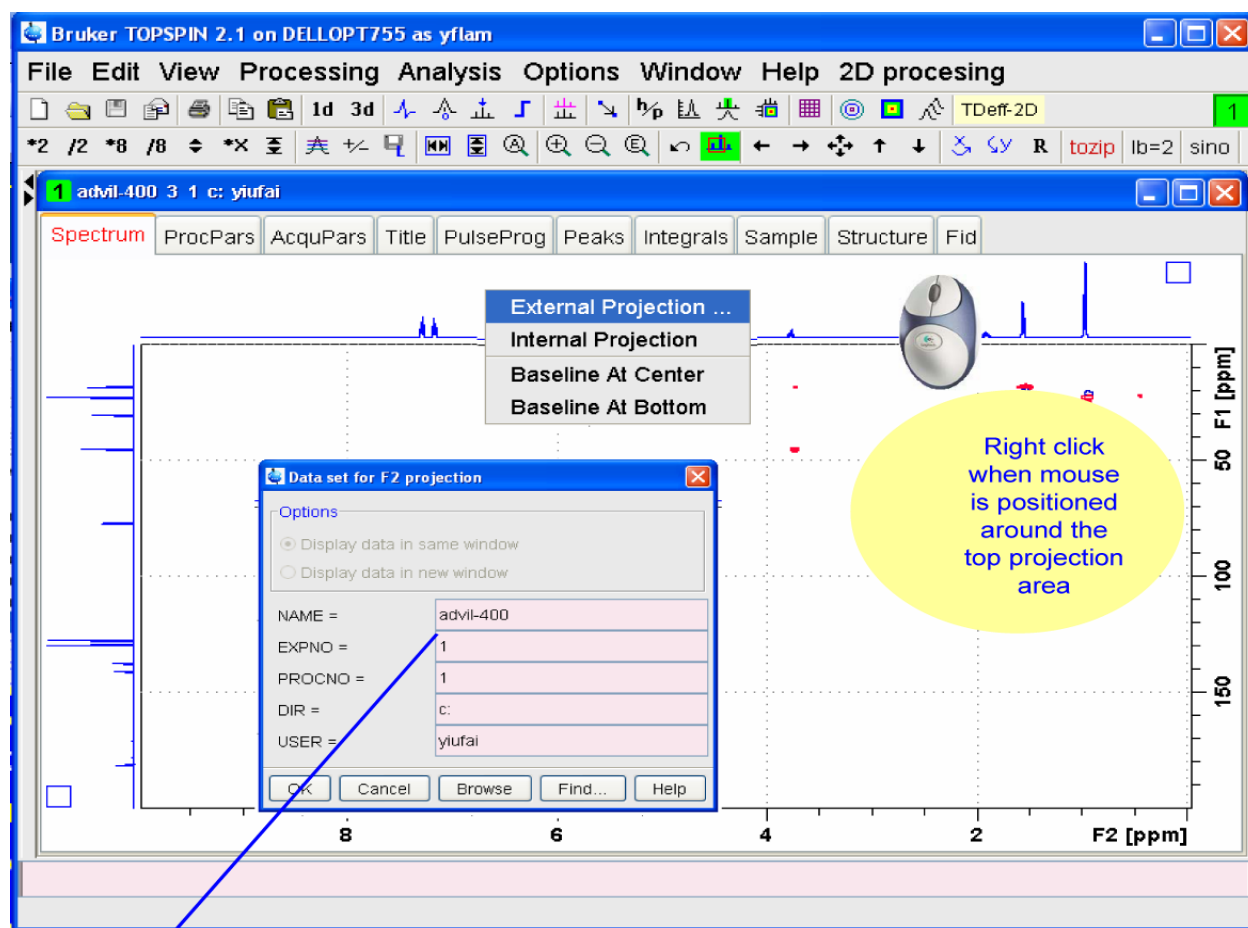 Bruker TOPSPIN 2.1 on DELLOPT755 as yflam
File Edit View Processing Analysis Options Window Help 2D procesing
1d 3d h/p TDeff-2D 1
*2 /2 *8 /8 *X +/- R tozip lb=2 sino
1 advil-400 3 1 c: yiufai
Spectrum ProcPars AcquPars Title PulseProg Peaks Integrals Sample Structure Fid
External Projection ...
Internal Projection
Baseline At Center
Baseline At Bottom
Right click
when mouse
is positioned
around the
top projection
area
Data set for F2 projection
Options
Display data in same window
Display data in new window
NAME = advil-400
EXPNO = 1
PROCNO = 1
DIR = c:
USER = yiufai
OK Cancel Browse Find... Help
F1 [ppm]
50
100
150
8 6 4 2 F2 [ppm]